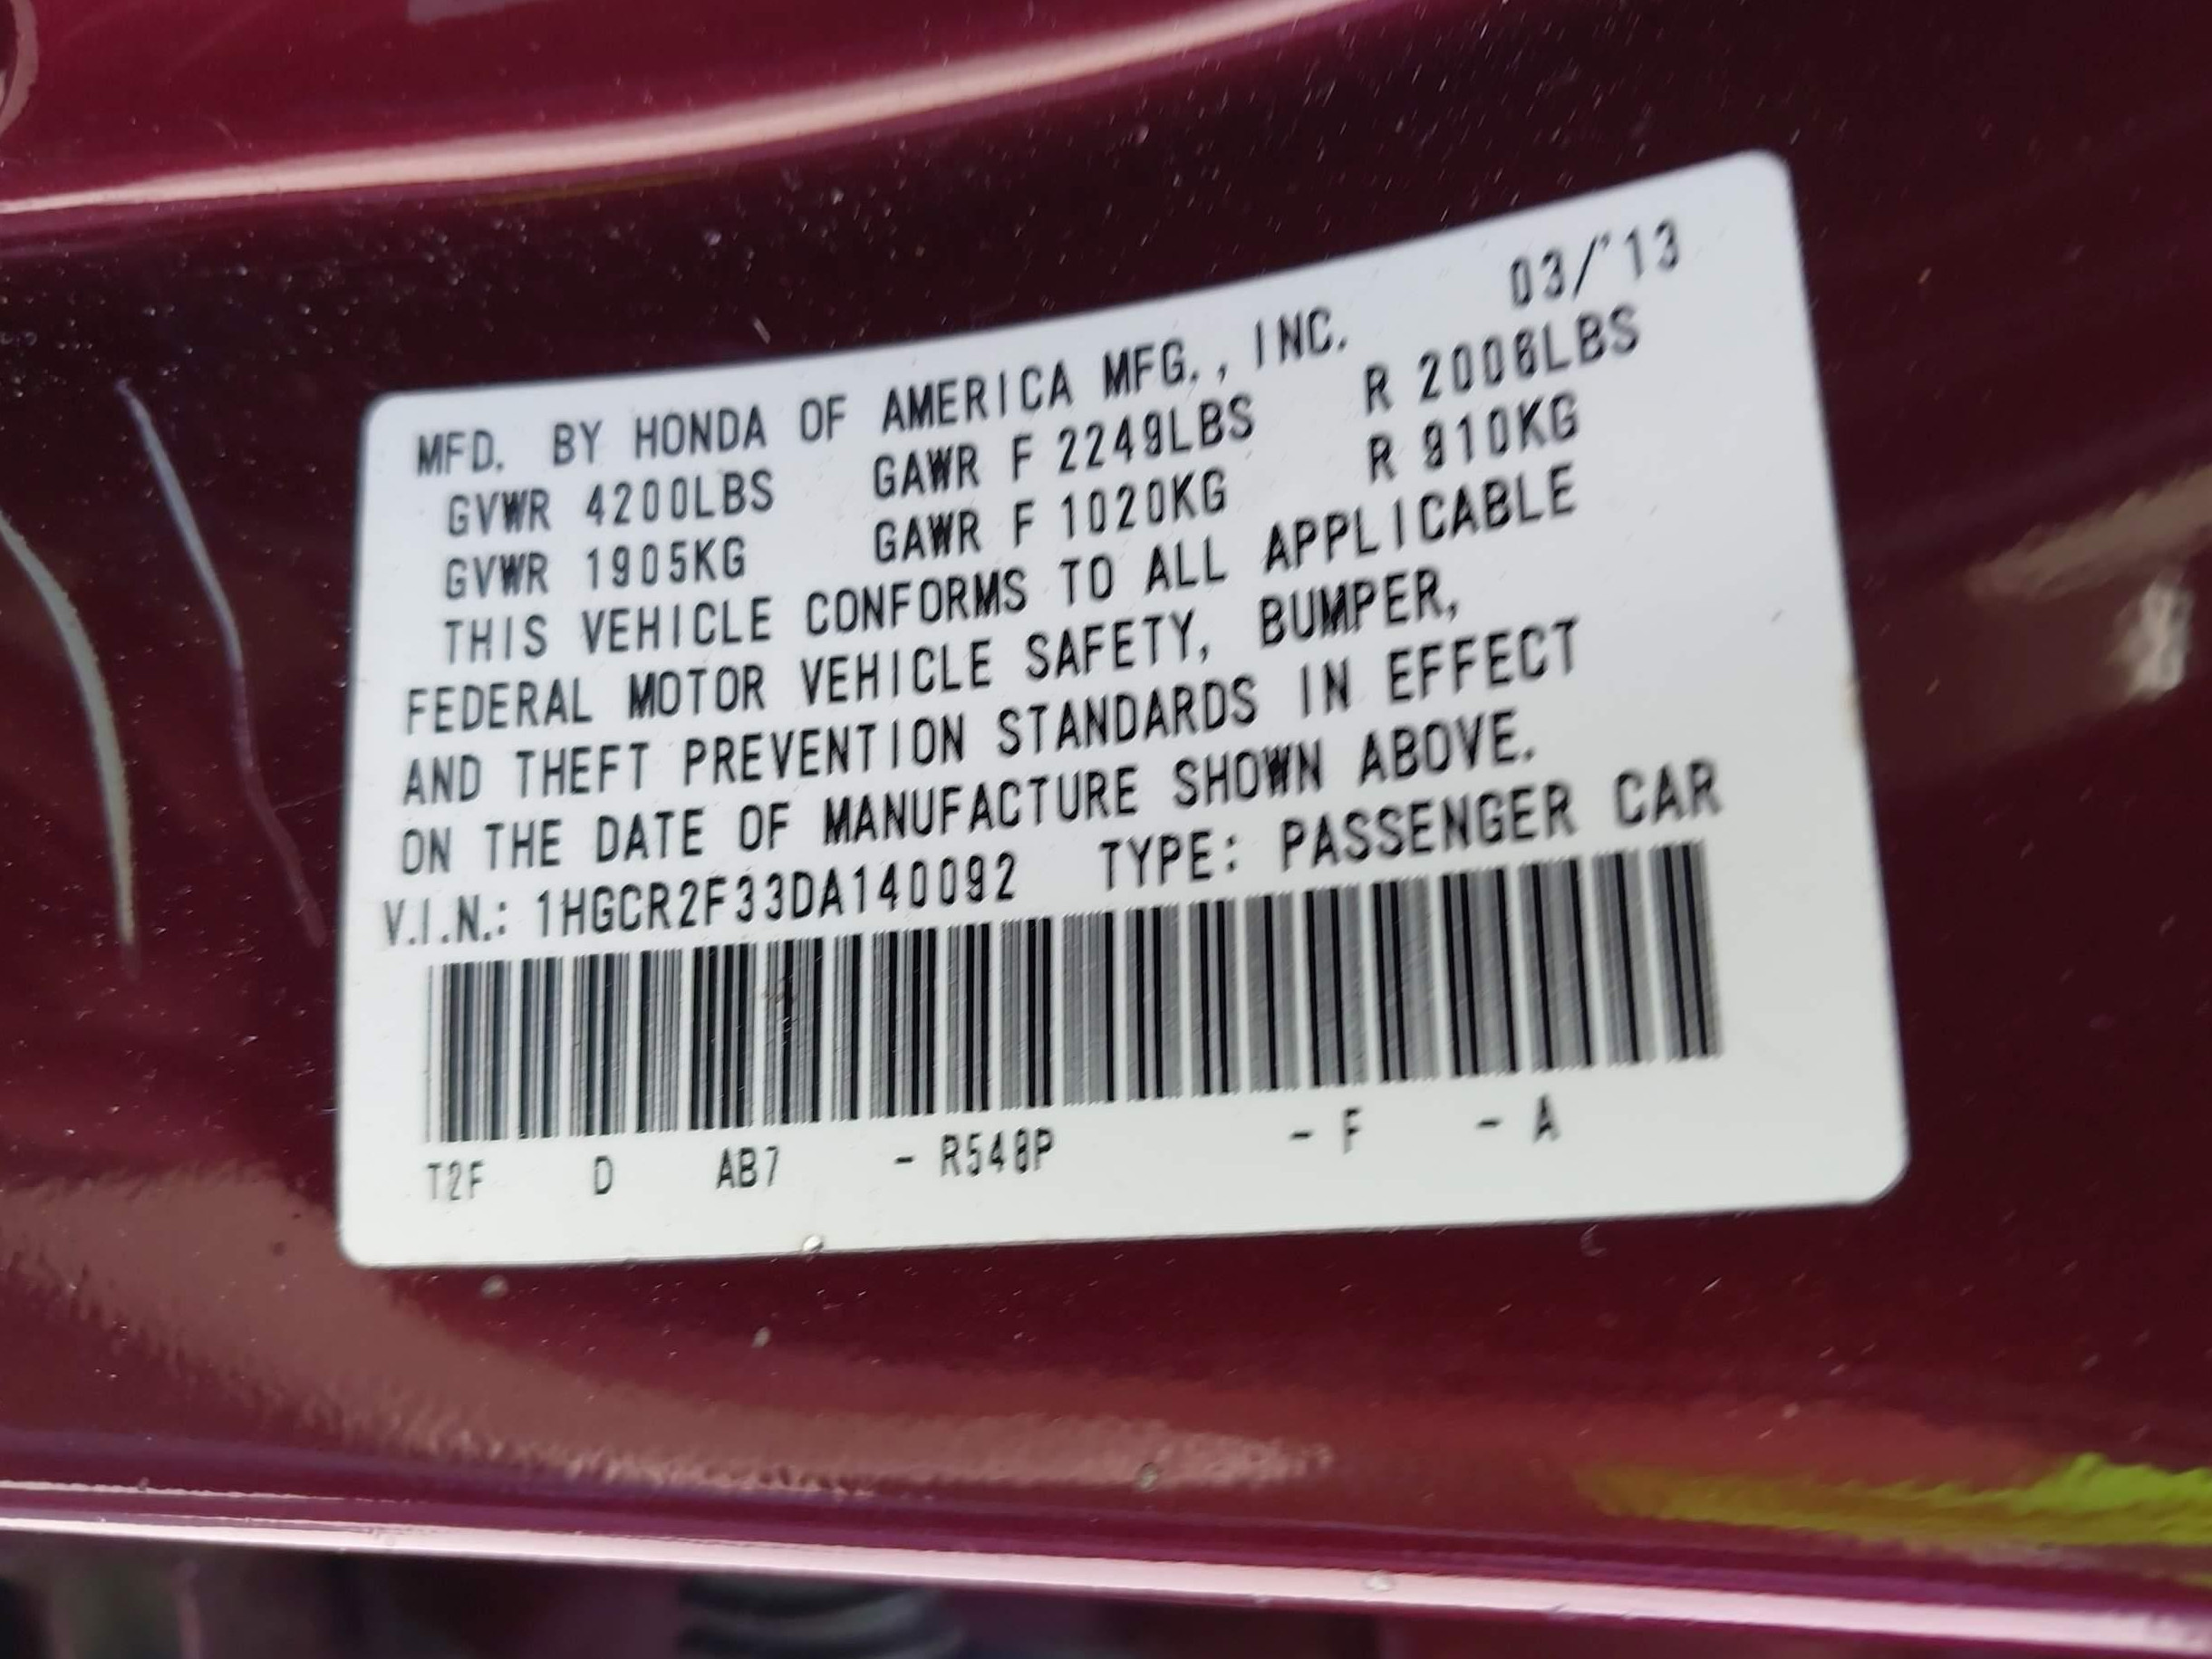 MFD. BY HONDA OF AMERICA MFG., INC. 03/'13
GVWR 4200LBS GAWR F 2249LBS R 2006LBS
GVWR 1905KG GAWR F 1020KG R 910KG
THIS VEHICLE CONFORMS TO ALL APPLICABLE
FEDERAL MOTOR VEHICLE SAFETY, BUMPER,
AND THEFT PREVENTION STANDARDS IN EFFECT
ON THE DATE OF MANUFACTURE SHOWN ABOVE.
V.I.N.: 1HGCR2F33DA140092 TYPE: PASSENGER CAR
T2F D AB7 - R548P - F - A